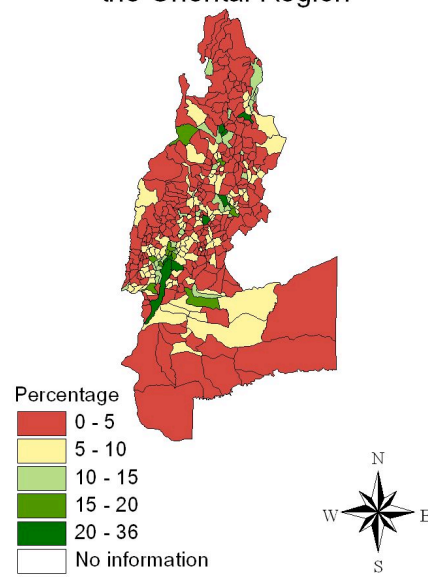 the Oriental Region
Percentage
0 - 5
5 - 10
10 - 15
15 - 20
20 - 36
No information
N
W E
S